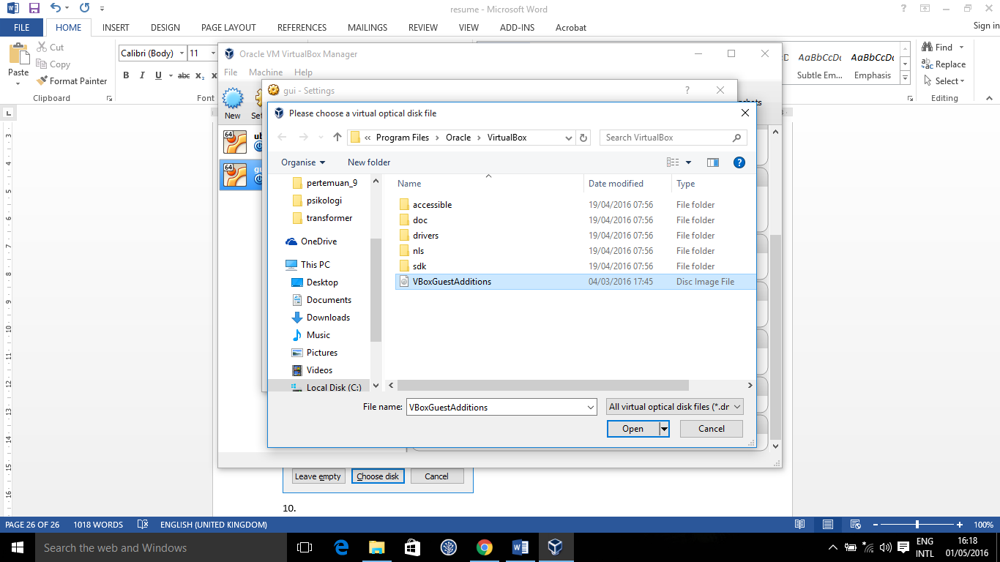 resume - Microsoft Word
FILE HOME INSERT DESIGN PAGE LAYOUT REFERENCES MAILINGS REVIEW VIEW ADD-INS Acrobat Sign in
Paste
Cut
Copy
Format Painter
Clipboard
Calibri (Body) 11
B I U abc x₂ x
Font
AaBbCcDc AaBbCcDc
Subtle Em... Emphasis
Find
Replace
Select
Editing
Oracle VM VirtualBox Manager
File Machine Help
New
gui - Settings
Please choose a virtual optical disk file
« Program Files › Oracle › VirtualBox
Search VirtualBox
Organise New folder
pertemuan_9
psikologi
transformer
OneDrive
This PC
Desktop
Documents
Downloads
Music
Pictures
Videos
Local Disk (C:)
Name Date modified Type
accessible 19/04/2016 07:56 File folder
doc 19/04/2016 07:56 File folder
drivers 19/04/2016 07:56 File folder
nls 19/04/2016 07:56 File folder
sdk 19/04/2016 07:56 File folder
VBoxGuestAdditions 04/03/2016 17:45 Disc Image File
File name: VBoxGuestAdditions All virtual optical disk files (*.dr
Open Cancel
Leave empty Choose disk Cancel
10.
PAGE 26 OF 26 1018 WORDS ENGLISH (UNITED KINGDOM) 100%
Search the web and Windows
ENG
INTL
16:18
01/05/2016